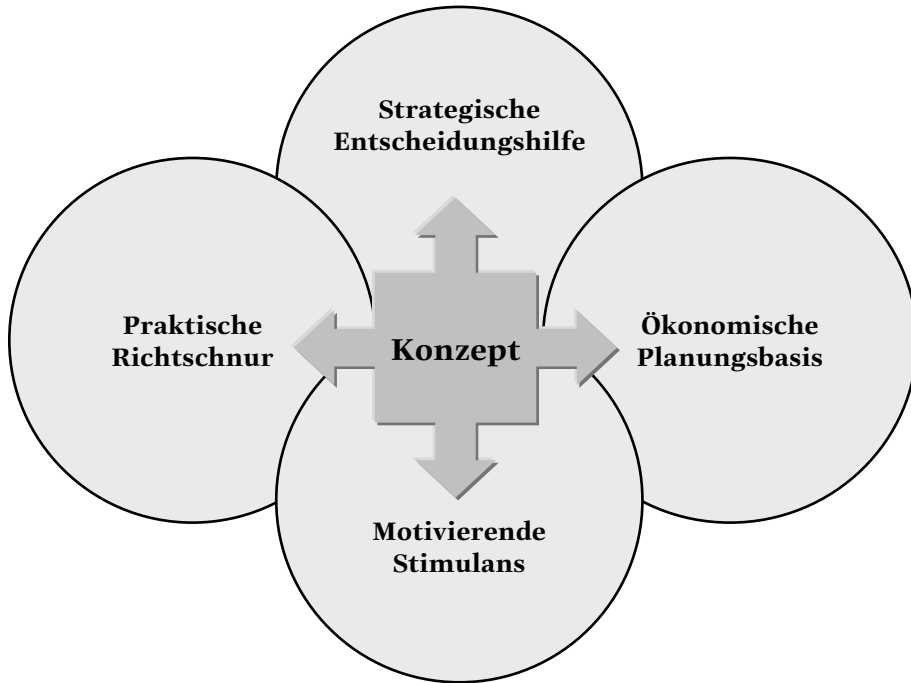 Strategische
Entscheidungshilfe
Praktische
Richtschnur
Konzept
Ökonomische
Planungsbasis
Motivierende
Stimulans